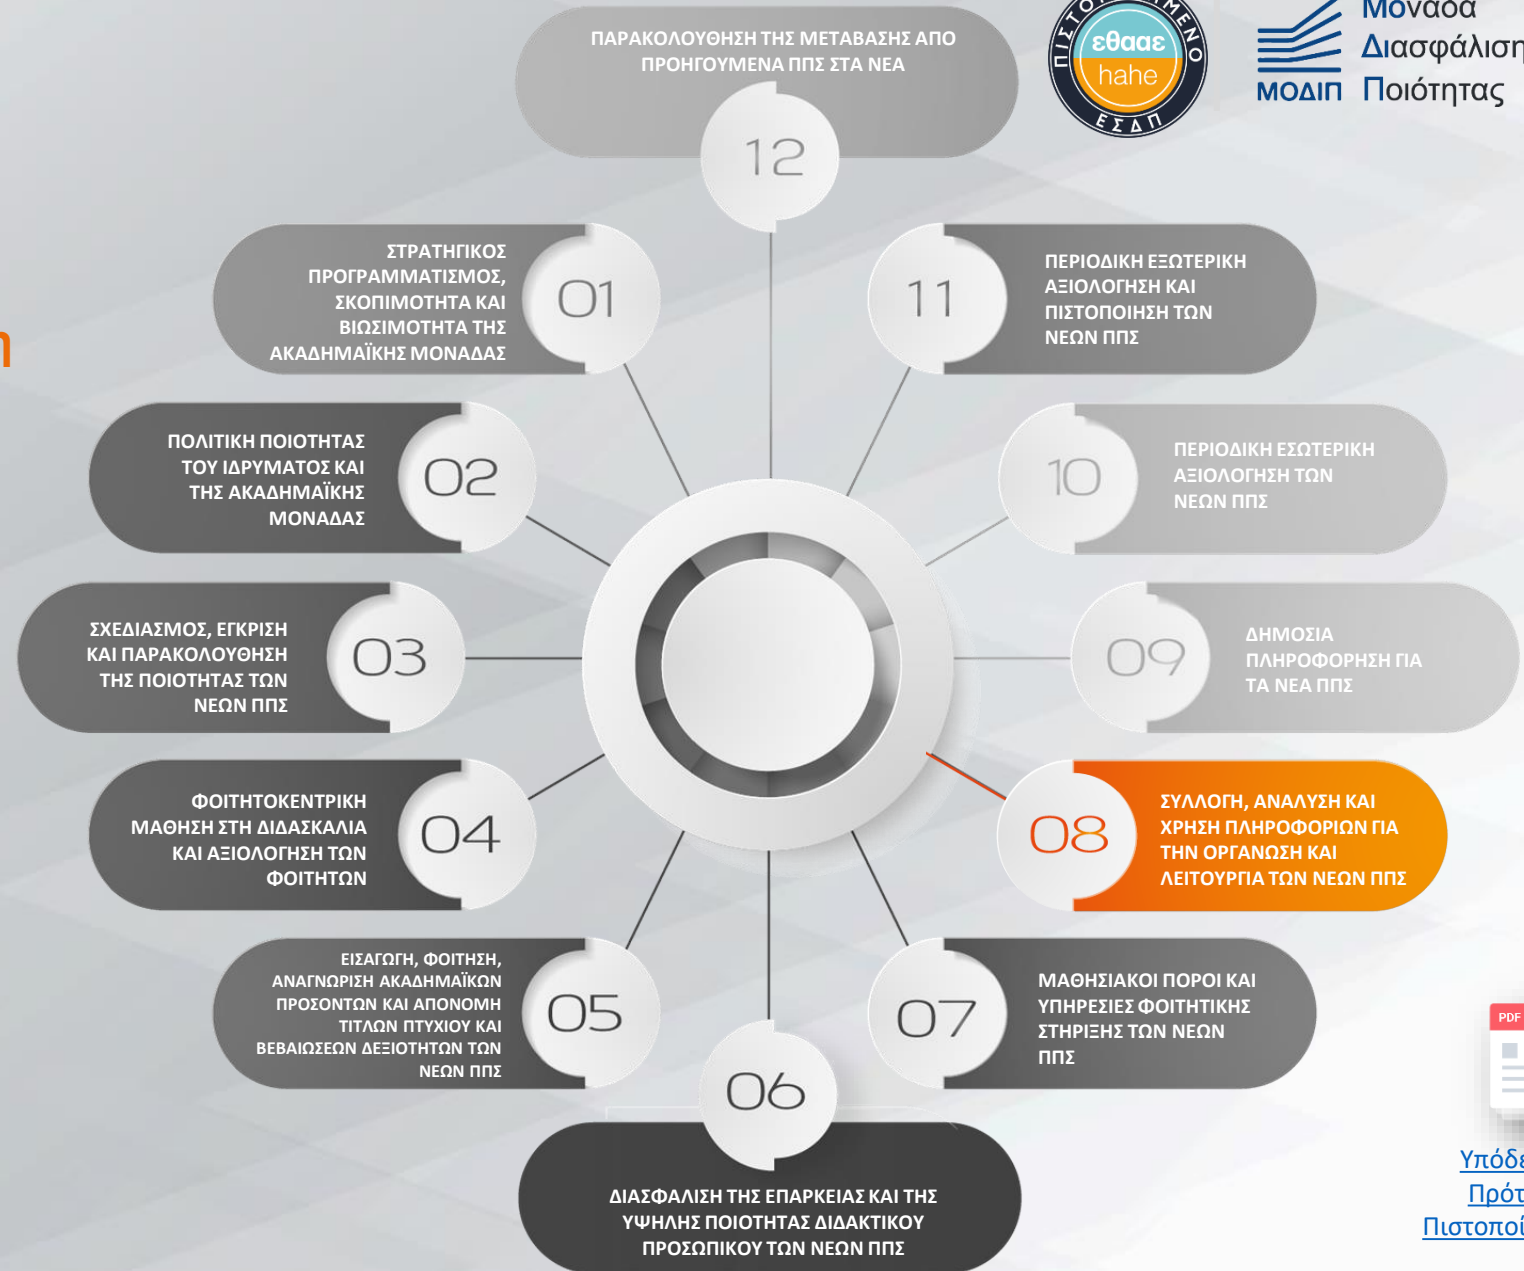 ΠΑΡΑΚΟΛΟΥΘΗΣΗ ΤΗΣ ΜΕΤΑΒΑΣΗΣ ΑΠΟ
ΠΡΟΗΓΟΥΜΕΝΑ ΠΠΣ ΣΤΑ ΝΕΑ
12
εθααε
hahe
ΕΣΔΠ
Μονάδα
ΜΟΔΙΠ Ποιότητας
ΣΤΡΑΤΗΓΙΚΟΣ
ΠΡΟΓΡΑΜΜΑΤΙΣΜΟΣ,
ΣΚΟΠΙΜΟΤΗΤΑ ΚΑΙ
ΒΙΩΣΙΜΟΤΗΤΑ ΤΗΣ
ΑΚΑΔΗΜΑΪΚΗΣ ΜΟΝΑΔΑΣ
01
11
ΠΕΡΙΟΔΙΚΗ ΕΞΩΤΕΡΙΚΗ
ΑΞΙΟΛΟΓΗΣΗ ΚΑΙ
ΠΙΣΤΟΠΟΙΗΣΗ ΤΩΝ
ΝΕΩΝ ΠΠΣ
ΠΟΛΙΤΙΚΗ ΠΟΙΟΤΗΤΑΣ
ΤΟΥ ΙΔΡΥΜΑΤΟΣ ΚΑΙ
ΤΗΣ ΑΚΑΔΗΜΑΪΚΗΣ
ΜΟΝΑΔΑΣ
02
10
ΠΕΡΙΟΔΙΚΗ ΕΣΩΤΕΡΙΚΗ
ΑΞΙΟΛΟΓΗΣΗ ΤΩΝ
ΝΕΩΝ ΠΠΣ
ΣΧΕΔΙΑΣΜΟΣ, ΕΓΚΡΙΣΗ
ΚΑΙ ΠΑΡΑΚΟΛΟΥΘΗΣΗ
ΤΗΣ ΠΟΙΟΤΗΤΑΣ ΤΩΝ
ΝΕΩΝ ΠΠΣ
03
09
ΔΗΜΟΣΙΑ
ΠΛΗΡΟΦΟΡΗΣΗ ΓΙΑ
ΤΑ ΝΕΑ ΠΠΣ
ΦΟΙΤΗΤΟΚΕΝΤΡΙΚΗ
ΜΑΘΗΣΗ ΣΤΗ ΔΙΔΑΣΚΑΛΙΑ
ΚΑΙ ΑΞΙΟΛΟΓΗΣΗ ΤΩΝ
ΦΟΙΤΗΤΩΝ
04
08
ΣΥΛΛΟΓΗ, ΑΝΑΛΥΣΗ ΚΑΙ
ΧΡΗΣΗ ΠΛΗΡΟΦΟΡΙΩΝ ΓΙΑ
ΤΗΝ ΟΡΓΑΝΩΣΗ ΚΑΙ
ΛΕΙΤΟΥΡΓΙΑ ΤΩΝ ΝΕΩΝ ΠΠΣ
ΕΙΣΑΓΩΓΗ, ΦΟΙΤΗΣΗ,
ΑΝΑΓΝΩΡΙΣΗ ΑΚΑΔΗΜΑΪΚΩΝ
ΠΡΟΣΟΝΤΩΝ ΚΑΙ ΑΠΟΝΟΜΗ
ΤΙΤΛΩΝ ΠΤΥΧΙΟΥ ΚΑΙ
ΒΕΒΑΙΩΣΕΩΝ ΔΕΞΙΟΤΗΤΩΝ ΤΩΝ
ΝΕΩΝ ΠΠΣ
05
07
ΜΑΘΗΣΙΑΚΟΙ ΠΟΡΟΙ ΚΑΙ
ΥΠΗΡΕΣΙΕΣ ΦΟΙΤΗΤΙΚΗΣ
ΣΤΗΡΙΞΗΣ ΤΩΝ ΝΕΩΝ
ΠΠΣ
06
ΔΙΑΣΦΑΛΙΣΗ ΤΗΣ ΕΠΑΡΚΕΙΑΣ ΚΑΙ ΤΗΣ
ΥΨΗΛΗΣ ΠΟΙΟΤΗΤΑΣ ΔΙΔΑΚΤΙΚΟΥ
ΠΡΟΣΩΠΙΚΟΥ ΤΩΝ ΝΕΩΝ ΠΠΣ
PDF